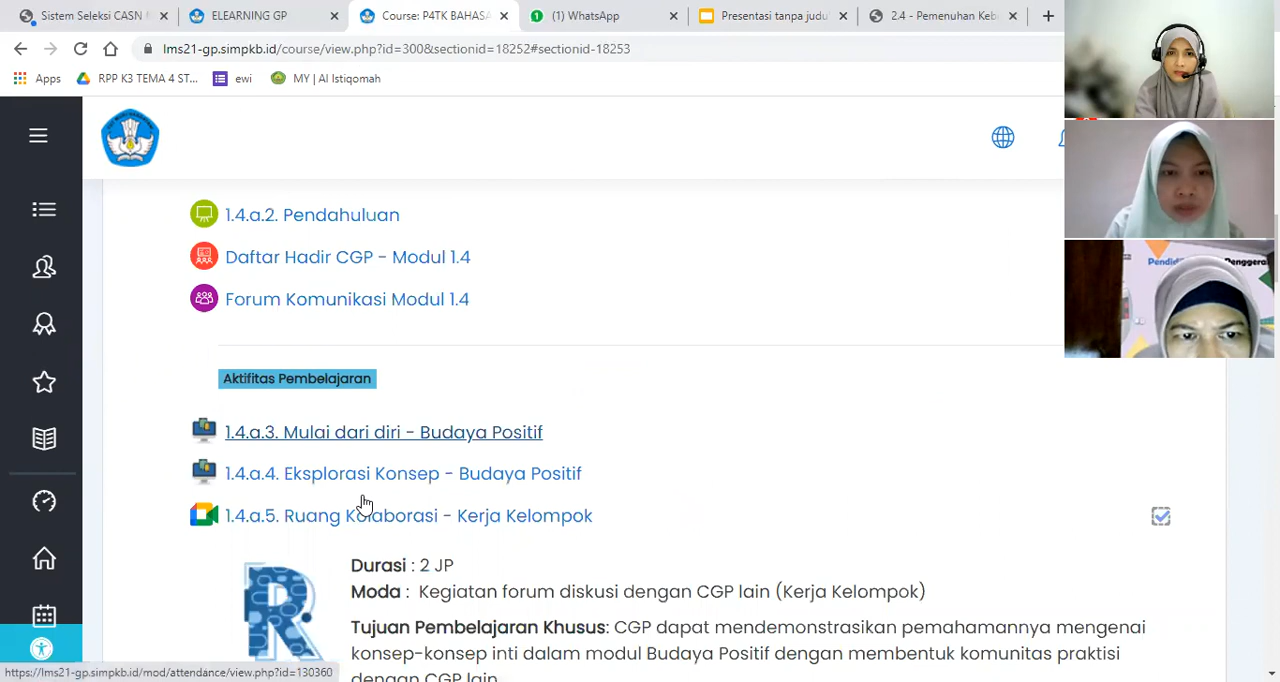 Sistem Seleksi CASN
ELEARNING GP
Course: P4TK BAHASA
(1) WhatsApp
Presentasi tanpa judu
2.4 - Pemenuhan Keb
lms21-gp.simpkb.id/course/view.php?id=300&sectionid=18252#sectionid-18253
Apps
RPP K3 TEMA 4 ST...
ewi
MY | Al Istiqomah
1.4.a.2. Pendahuluan
Daftar Hadir CGP - Modul 1.4
Forum Komunikasi Modul 1.4
Aktifitas Pembelajaran
1.4.a.3. Mulai dari diri - Budaya Positif
1.4.a.4. Eksplorasi Konsep - Budaya Positif
1.4.a.5. Ruang Kolaborasi - Kerja Kelompok
R
Durasi : 2 JP
Moda : Kegiatan forum diskusi dengan CGP lain (Kerja Kelompok)
Tujuan Pembelajaran Khusus: CGP dapat mendemonstrasikan pemahamannya mengenai
konsep-konsep inti dalam modul Budaya Positif dengan membentuk komunitas praktisi
dengan CGP lain.
https://lms21-gp.simpkb.id/mod/attendance/view.php?id=130360